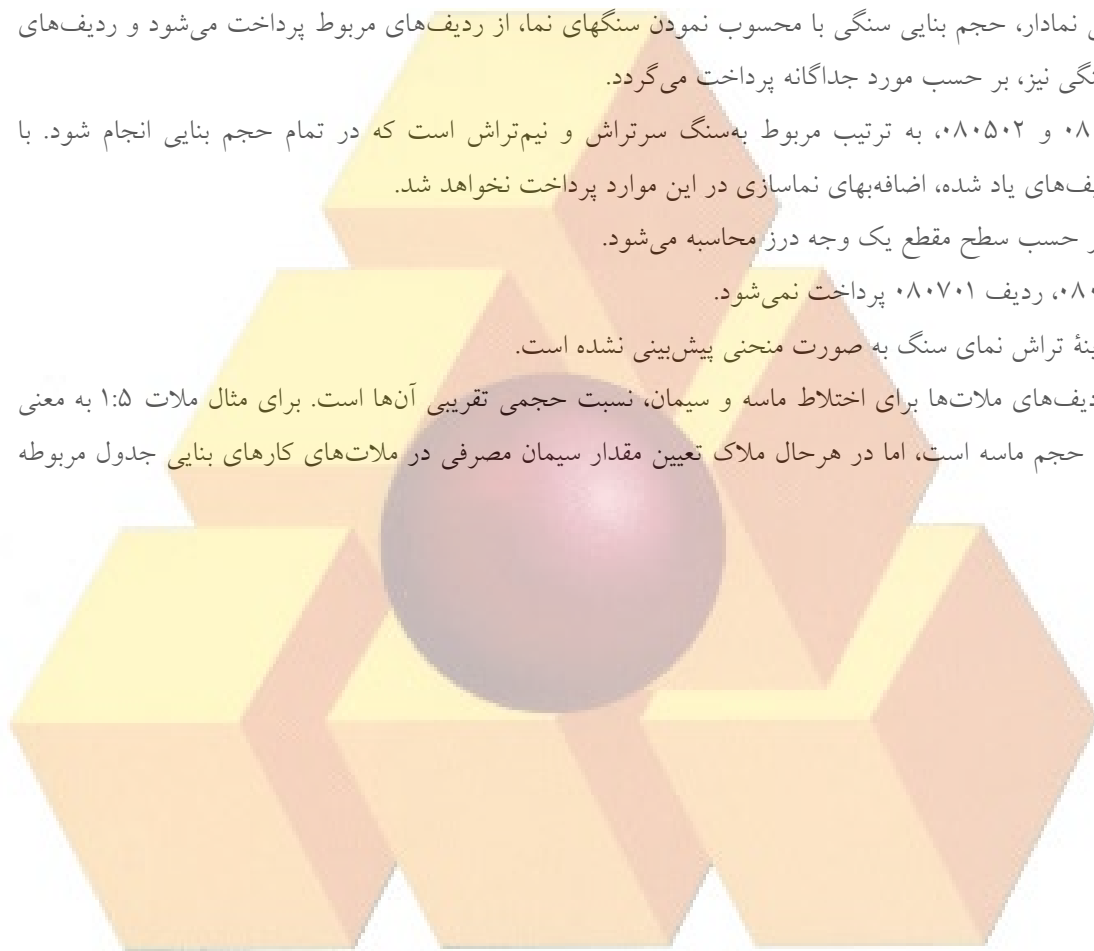 نمادار، حجم بنایی سنگی با محسوب نمودن سنگهای نما، از ردیف‌های مربوط پرداخت می‌شود و ردیف‌های
نگی نیز، بر حسب مورد جداگانه پرداخت می‌گردد.
۰۸ و ۰۸۰۵۰۲، به ترتیب مربوط به‌سنگ سرتراش و نیم‌تراش است که در تمام حجم بنایی انجام شود. با
یف‌های یاد شده، اضافه‌بهای نماسازی در این موارد پرداخت نخواهد شد.
ر حسب سطح مقطع یک وجه درز محاسبه می‌شود.
۰۸۰، ردیف ۰۸۰۷۰۱ پرداخت نمی‌شود.
ینهٔ تراش نمای سنگ به صورت منحنی پیش‌بینی نشده است.
دیف‌های ملات‌ها برای اختلاط ماسه و سیمان، نسبت حجمی تقریبی آن‌ها است. برای مثال ملات ۱:۵ به معنی
حجم ماسه است، اما در هرحال ملاک تعیین مقدار سیمان مصرفی در ملات‌های کارهای بنایی جدول مربوطه